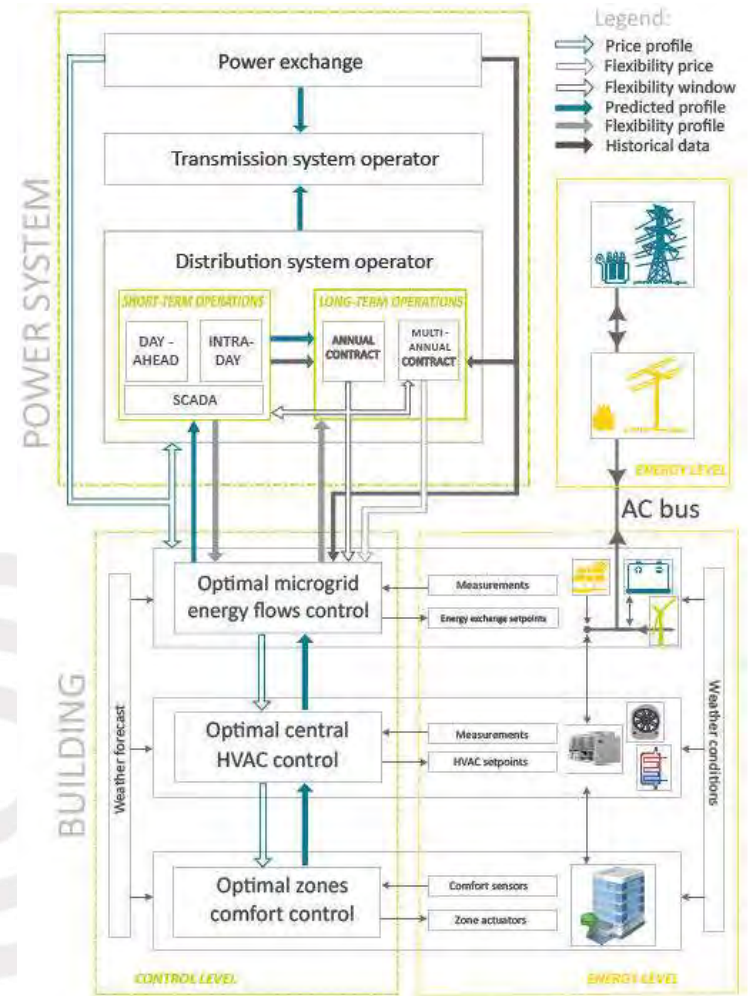 Legend:
Price profile
Flexibility price
Flexibility window
Predicted profile
Flexibility profile
Historical data
POWER SYSTEM
Power exchange
Transmission system operator
Distribution system operator
SHORT-TERM OPERATIONS
LONG-TERM OPERATIONS
DAY -
AHEAD
INTRA-
DAY
SCADA
ANNUAL
CONTRACT
MULTI-
ANNUAL
CONTRACT
ENERGY LEVEL
AC bus
BUILDING
Weather forecast
Optimal microgrid
energy flows control
Measurements
Energy exchange setpoints
Optimal central
HVAC control
Measurements
HVAC setpoints
Optimal zones
comfort control
Comfort sensors
Zone actuators
Weather conditions
CONTROL LEVEL
ENERGY LEVEL